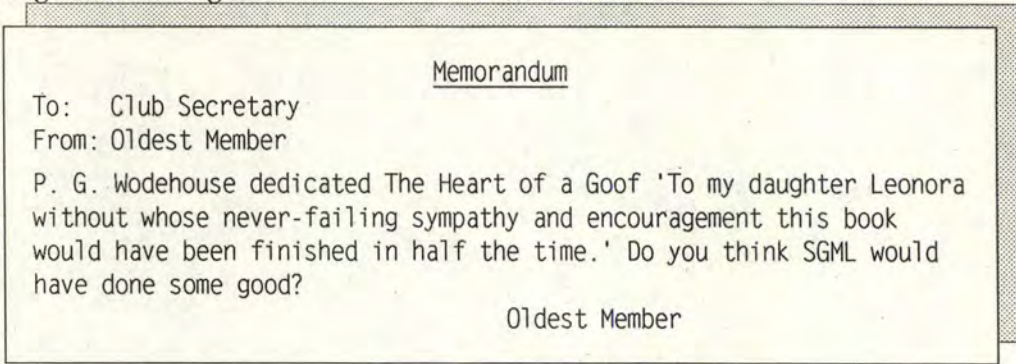 Memorandum
To: Club Secretary
From: Oldest Member
P. G. Wodehouse dedicated The Heart of a Goof 'To my daughter Leonora
without whose never-failing sympathy and encouragement this book
would have been finished in half the time.' Do you think SGML would
have done some good?
Oldest Member